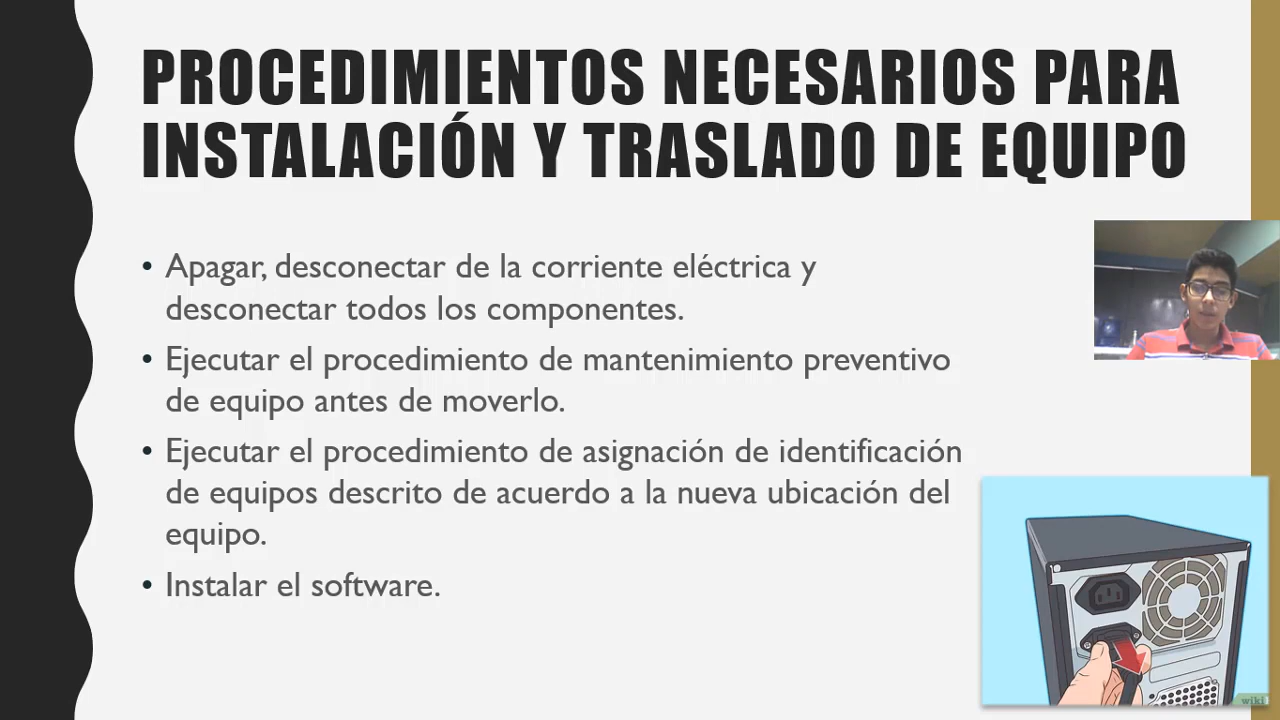 PROCEDIMIENTOS NECESARIOS PARA
INSTALACIÓN Y TRASLADO DE EQUIPO
• Apagar, desconectar de la corriente eléctrica y
desconectar todos los componentes.
• Ejecutar el procedimiento de mantenimiento preventivo
de equipo antes de moverlo.
• Ejecutar el procedimiento de asignación de identificación
de equipos descrito de acuerdo a la nueva ubicación del
equipo.
• Instalar el software.
wiki